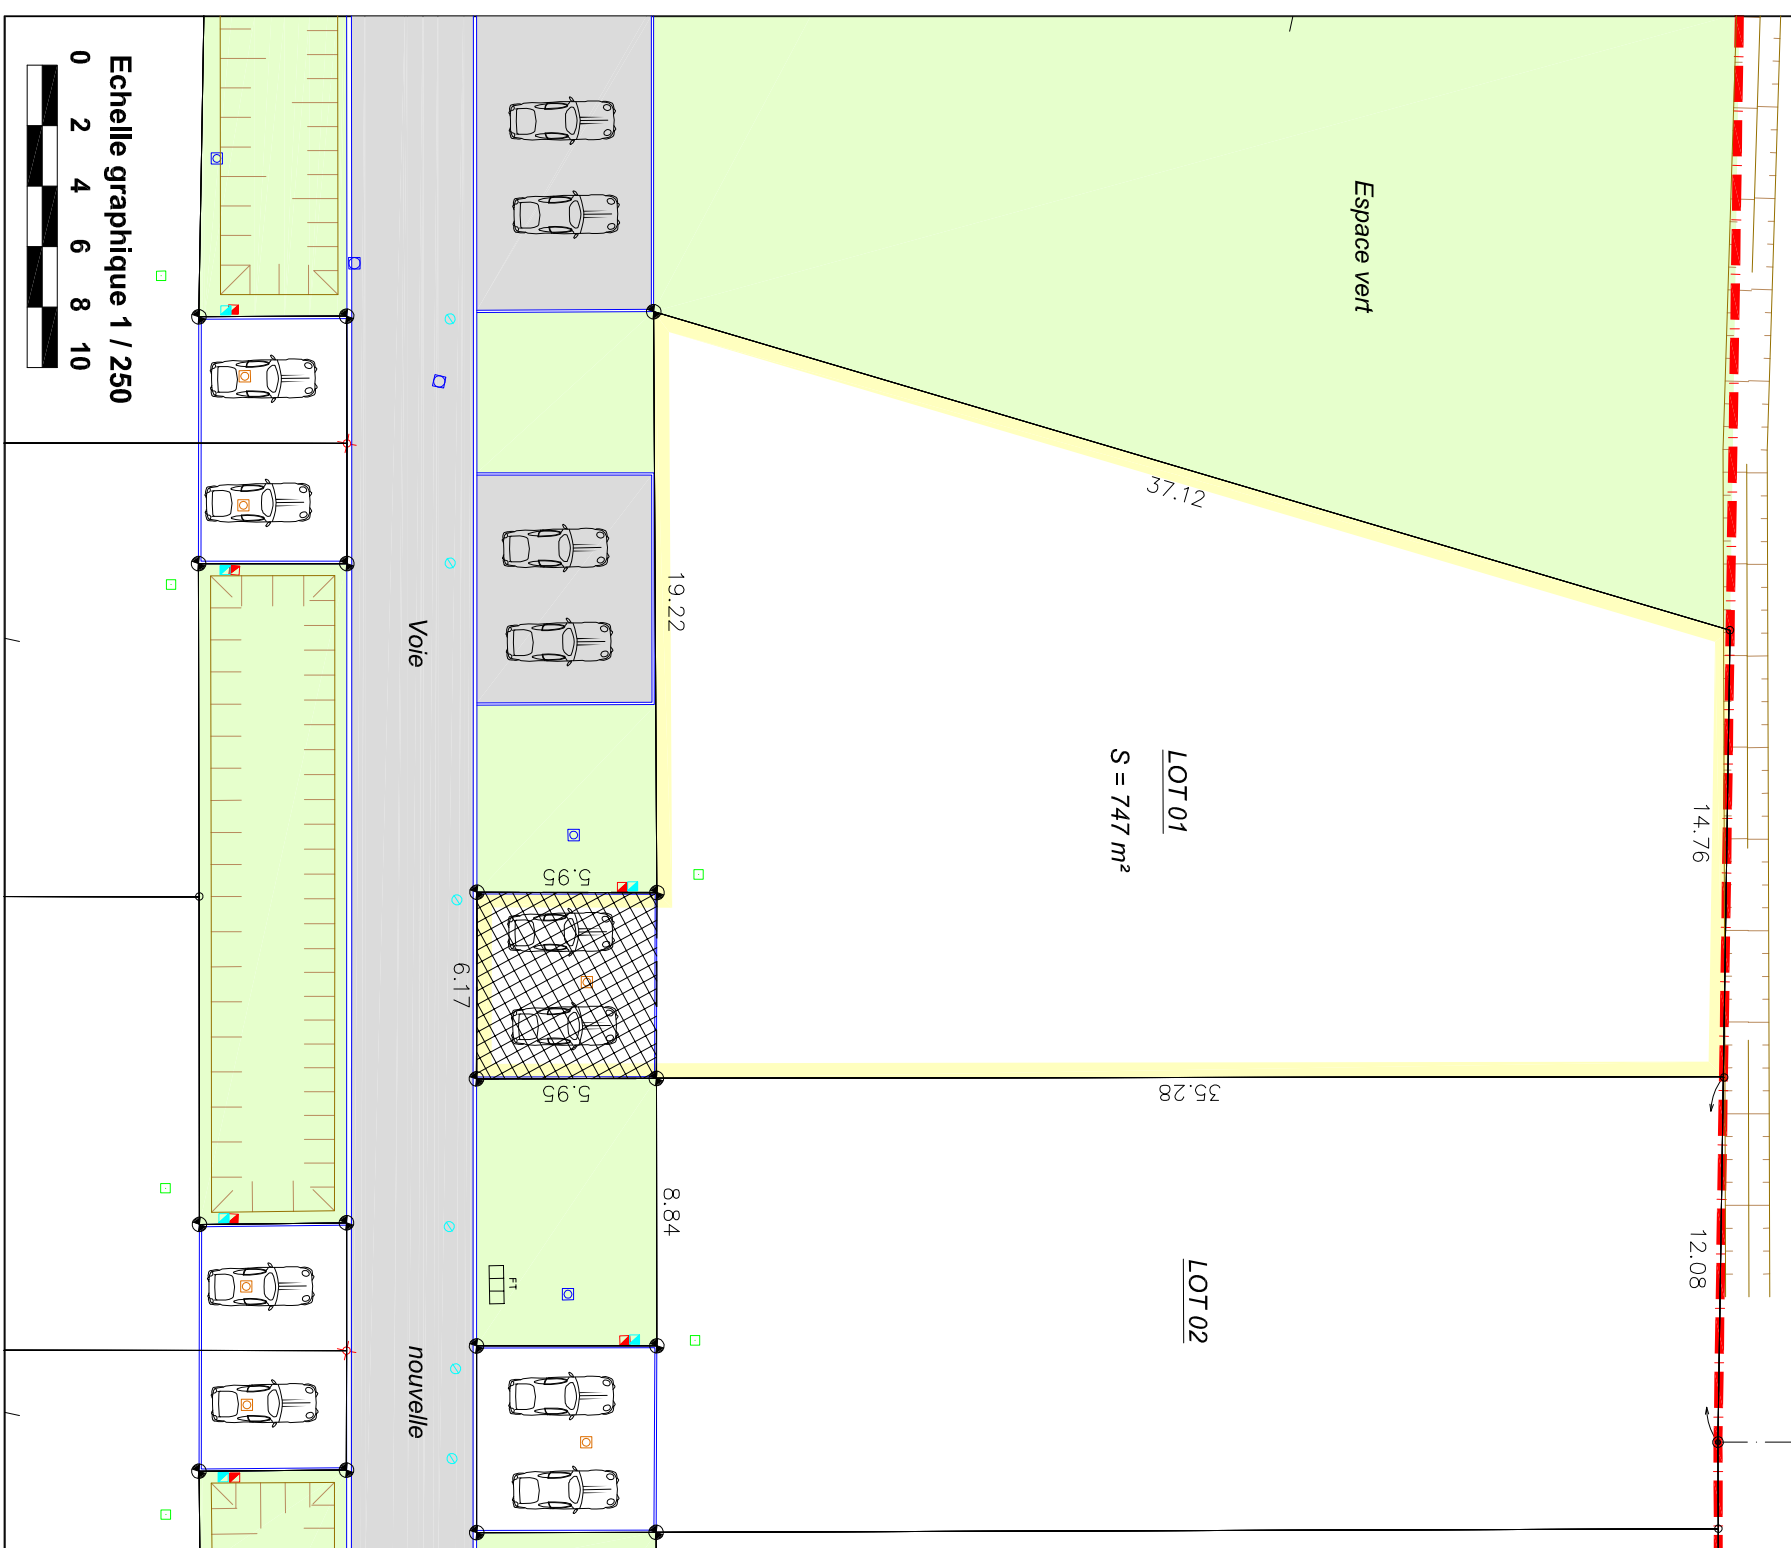 Echelle graphique 1 / 250
0 2 4 6 8 10
Espace vert
37.12
19.22
Voie
LOT 01
S = 747 m²
14.76
5.95
6.17
5.95
35.28
8.84
12.08
FT
LOT 02
nouvelle